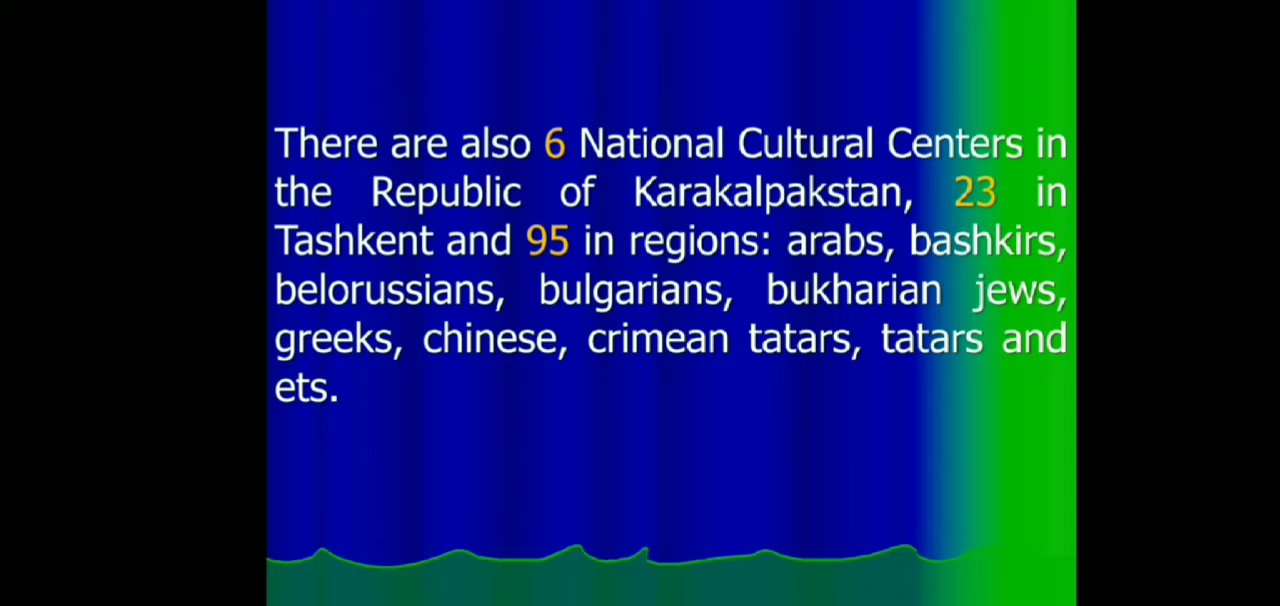 There are also 6 National Cultural Centers in
the Republic of Karakalpakstan, 23 in
Tashkent and 95 in regions: arabs, bashkirs,
belorussians, bulgarians, bukharian jews,
greeks, chinese, crimean tatars, tatars and
ets.